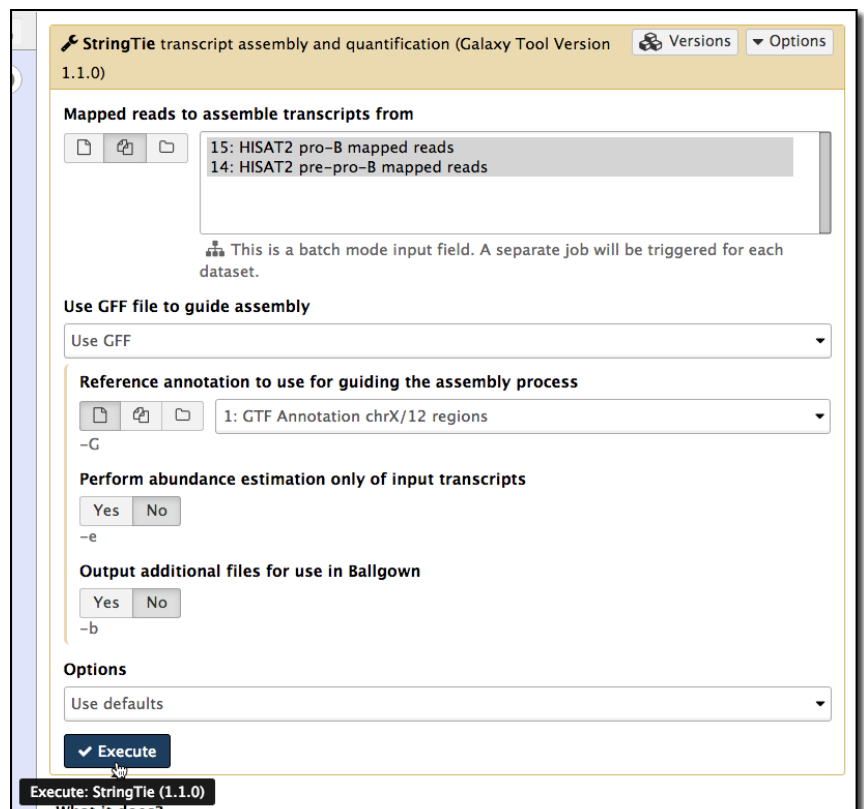 StringTie transcript assembly and quantification (Galaxy Tool Version
1.1.0)
Versions
Options
Mapped reads to assemble transcripts from
15: HISAT2 pro-B mapped reads
14: HISAT2 pre-pro-B mapped reads
This is a batch mode input field. A separate job will be triggered for each
dataset.
Use GFF file to guide assembly
Use GFF
Reference annotation to use for guiding the assembly process
1: GTF Annotation chrX/12 regions
-G
Perform abundance estimation only of input transcripts
Yes No
-e
Output additional files for use in Ballgown
Yes No
-b
Options
Use defaults
Execute
Execute: StringTie (1.1.0)
What it does?